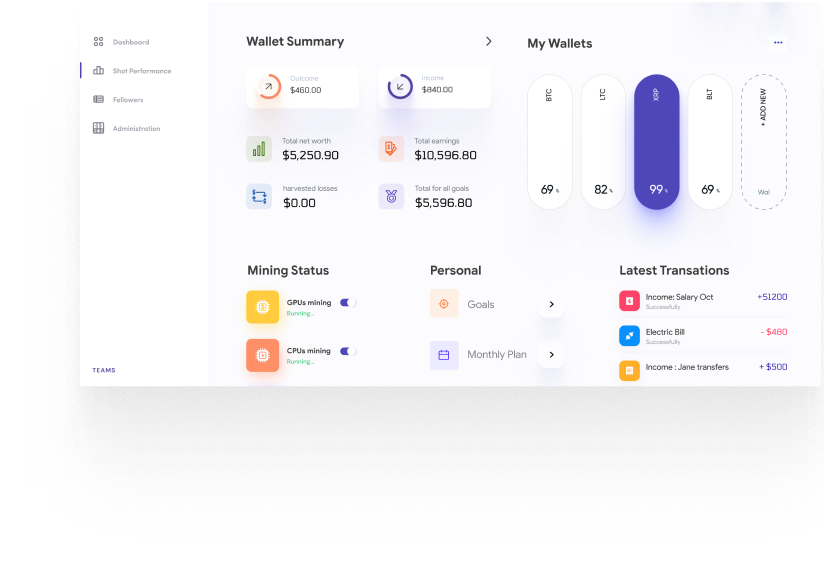 Dashboard
Shot Performance
Followers
Administration
TEAMS
Wallet Summary
Outcome
$460.00
Income
$840.00
Total net worth
$5,250.90
Total earnings
$10,596.80
harvested losses
$0.00
Total for all goals
$5,596.80
My Wallets
BTC
69 %
LTC
82 %
XRP
99 %
BLT
69 %
+ ADD NEW
Wal
Mining Status
GPUs mining
Running...
CPUs mining
Running...
Personal
Goals
Monthly Plan
Latest Transations
Income: Salary Oct
+51200
Successfully
Electric Bill
- $480
Successfully
Income : Jane transfers
+ $500